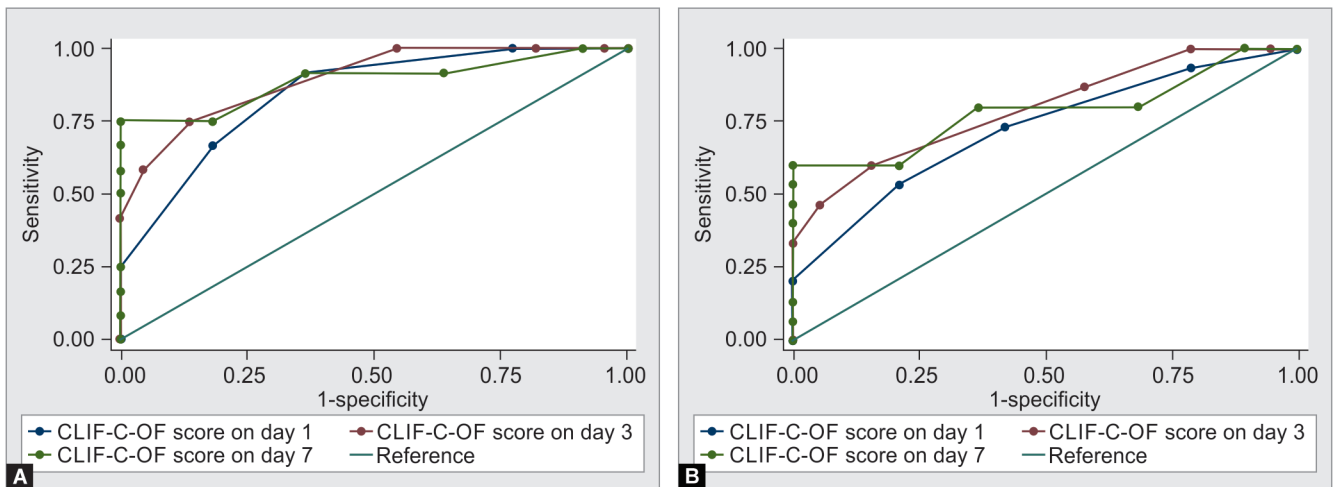 1.00
0.75
0.50
0.25
0.00
Sensitivity
0.00 0.25 0.50 0.75 1.00
1-specificity
CLIF-C-OF score on day 1 CLIF-C-OF score on day 3
CLIF-C-OF score on day 7 Reference
A
1.00
0.75
0.50
0.25
0.00
Sensitivity
0.00 0.25 0.50 0.75 1.00
1-specificity
CLIF-C-OF score on day 1 CLIF-C-OF score on day 3
CLIF-C-OF score on day 7 Reference
B